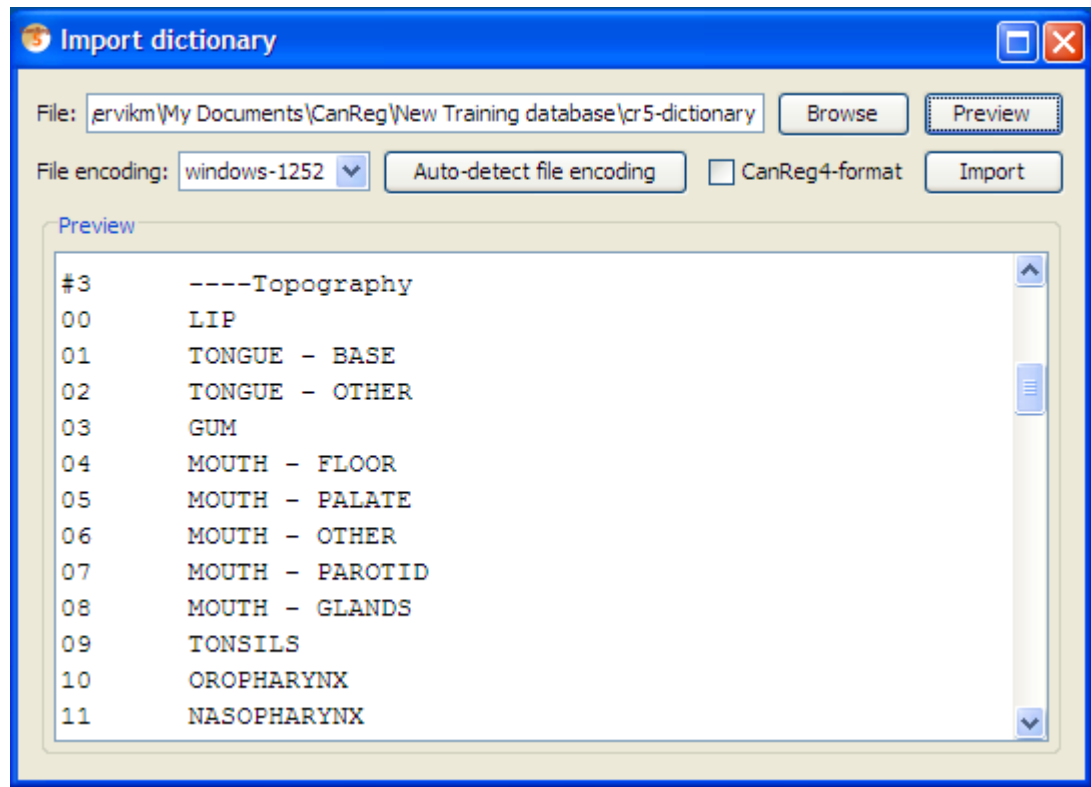 Import dictionary
File: ervikm\My Documents\CanReg\New Training database\cr5-dictionary Browse Preview
File encoding: windows-1252 Auto-detect file encoding CanReg4-format Import
Preview
#3 ----Topography
00 LIP
01 TONGUE - BASE
02 TONGUE - OTHER
03 GUM
04 MOUTH - FLOOR
05 MOUTH - PALATE
06 MOUTH - OTHER
07 MOUTH - PAROTID
08 MOUTH - GLANDS
09 TONSILS
10 OROPHARYNX
11 NASOPHARYNX